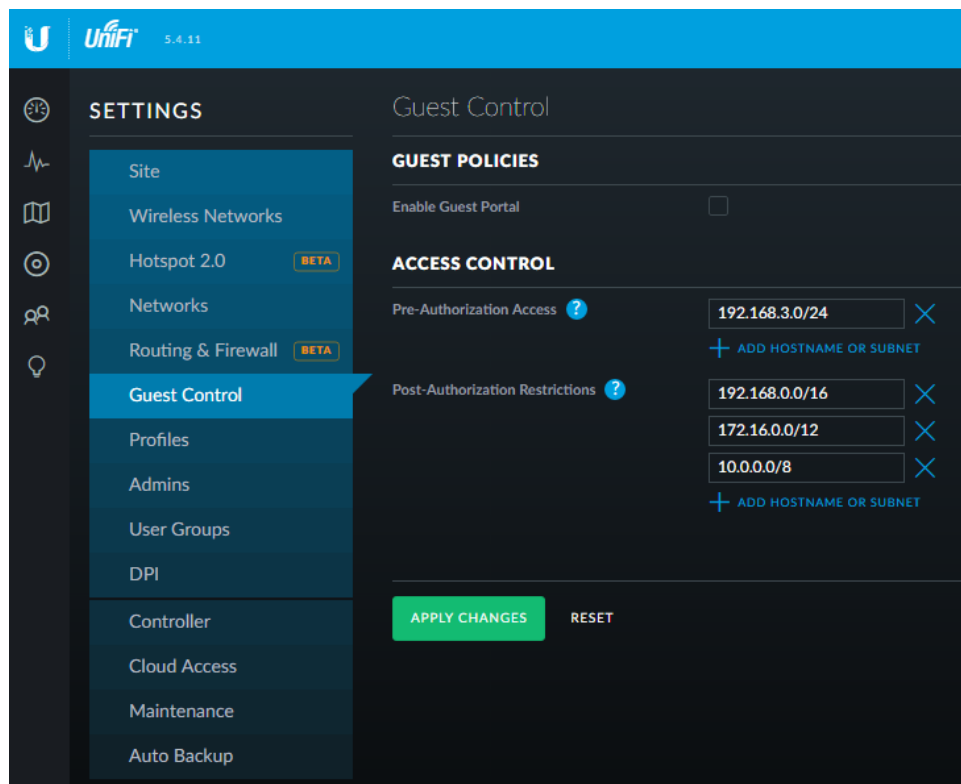 UniFi 5.4.11
SETTINGS
Site
Wireless Networks
Hotspot 2.0 BETA
Networks
Routing & Firewall BETA
Guest Control
Profiles
Admins
User Groups
DPI
Controller
Cloud Access
Maintenance
Auto Backup
Guest Control
GUEST POLICIES
Enable Guest Portal
ACCESS CONTROL
Pre-Authorization Access ?
192.168.3.0/24
ADD HOSTNAME OR SUBNET
Post-Authorization Restrictions ?
192.168.0.0/16
172.16.0.0/12
10.0.0.0/8
ADD HOSTNAME OR SUBNET
APPLY CHANGES RESET